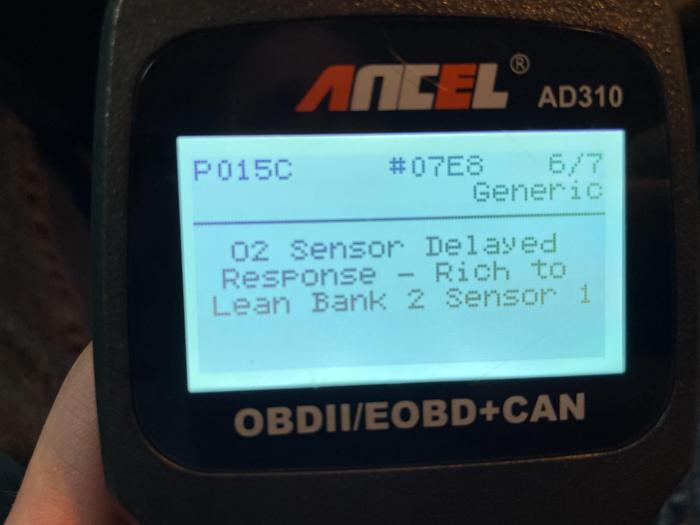 ANCEL® AD310
P015C #07E8 6/7
Generic
O2 Sensor Delayed
Response - Rich to
Lean Bank 2 Sensor 1
OBDII/EOBD+CAN